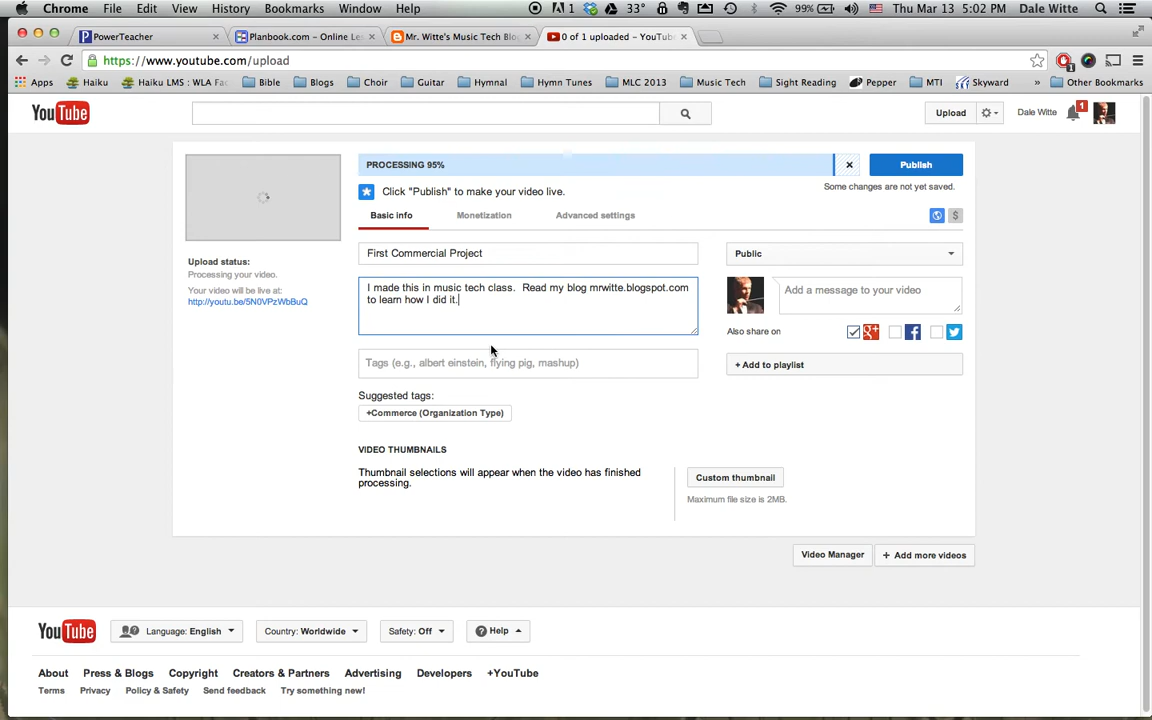 Chrome File Edit View History Bookmarks Window Help 1 33° 99% Thu Mar 13 5:02 PM Dale Witte
PowerTeacher × Planbook.com – Online Le × Mr. Witte's Music Tech Blo × 0 of 1 uploaded – YouTube ×
https://www.youtube.com/upload
Apps Haiku Haiku LMS : WLA Fac Bible Blogs Choir Guitar Hymnal Hymn Tunes MLC 2013 Music Tech Sight Reading Pepper MTI Skyward » Other Bookmarks
YouTube Upload Dale Witte 1
PROCESSING 95% × Publish
Click "Publish" to make your video live. Some changes are not yet saved.
Basic info Monetization Advanced settings $
First Commercial Project Public
Upload status:
Processing your video.
Your video will be live at:
http://youtu.be/5N0VPzWbBuQ
I made this in music tech class. Read my blog mrwitte.blogspot.com
to learn how I did it.
Add a message to your video
Also share on
Tags (e.g., albert einstein, flying pig, mashup)
+ Add to playlist
Suggested tags:
+Commerce (Organization Type)
VIDEO THUMBNAILS
Thumbnail selections will appear when the video has finished
processing.
Custom thumbnail
Maximum file size is 2MB.
Video Manager + Add more videos
YouTube Language: English Country: Worldwide Safety: Off Help
About Press & Blogs Copyright Creators & Partners Advertising Developers +YouTube
Terms Privacy Policy & Safety Send feedback Try something new!